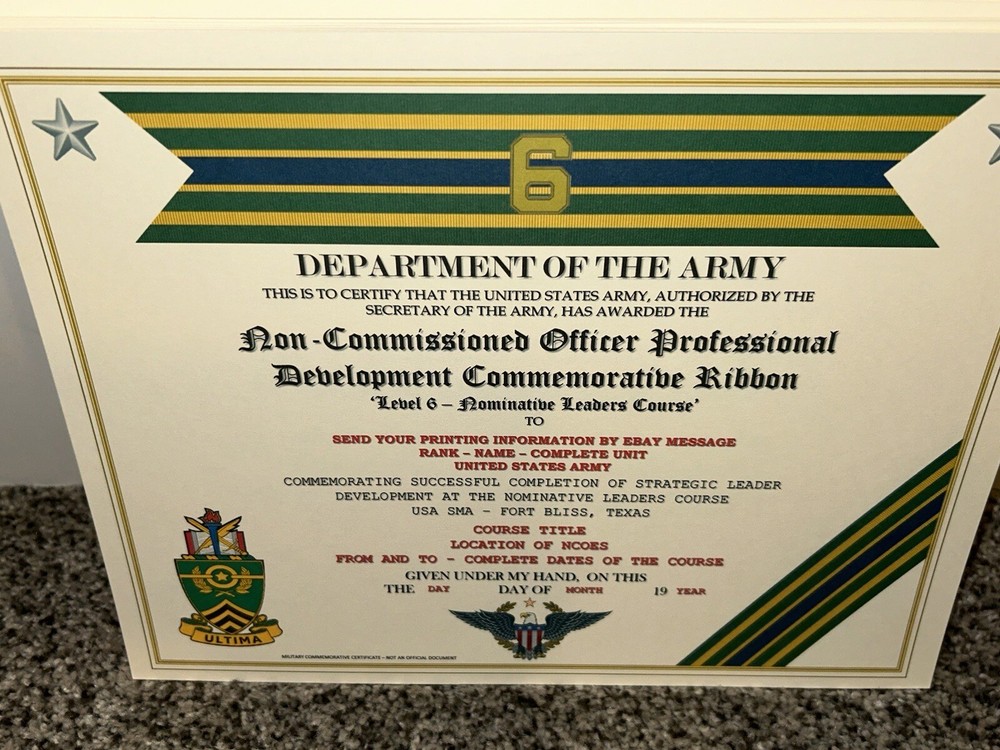 6
DEPARTMENT OF THE ARMY
THIS IS TO CERTIFY THAT THE UNITED STATES ARMY, AUTHORIZED BY THE
SECRETARY OF THE ARMY, HAS AWARDED THE
Non-Commissioned Officer Professional
Development Commemorative Ribbon
'Level 6 – Nominative Leaders Course'
TO
SEND YOUR PRINTING INFORMATION BY EBAY MESSAGE
RANK – NAME – COMPLETE UNIT
UNITED STATES ARMY
COMMEMORATING SUCCESSFUL COMPLETION OF STRATEGIC LEADER
DEVELOPMENT AT THE NOMINATIVE LEADERS COURSE
USA SMA – FORT BLISS, TEXAS
COURSE TITLE
LOCATION OF NCOES
FROM AND TO – COMPLETE DATES OF THE COURSE
GIVEN UNDER MY HAND, ON THIS
THE DAY DAY OF MONTH 19 YEAR
ULTIMA
MILITARY COMMEMORATIVE CERTIFICATE – NOT AN OFFICIAL DOCUMENT